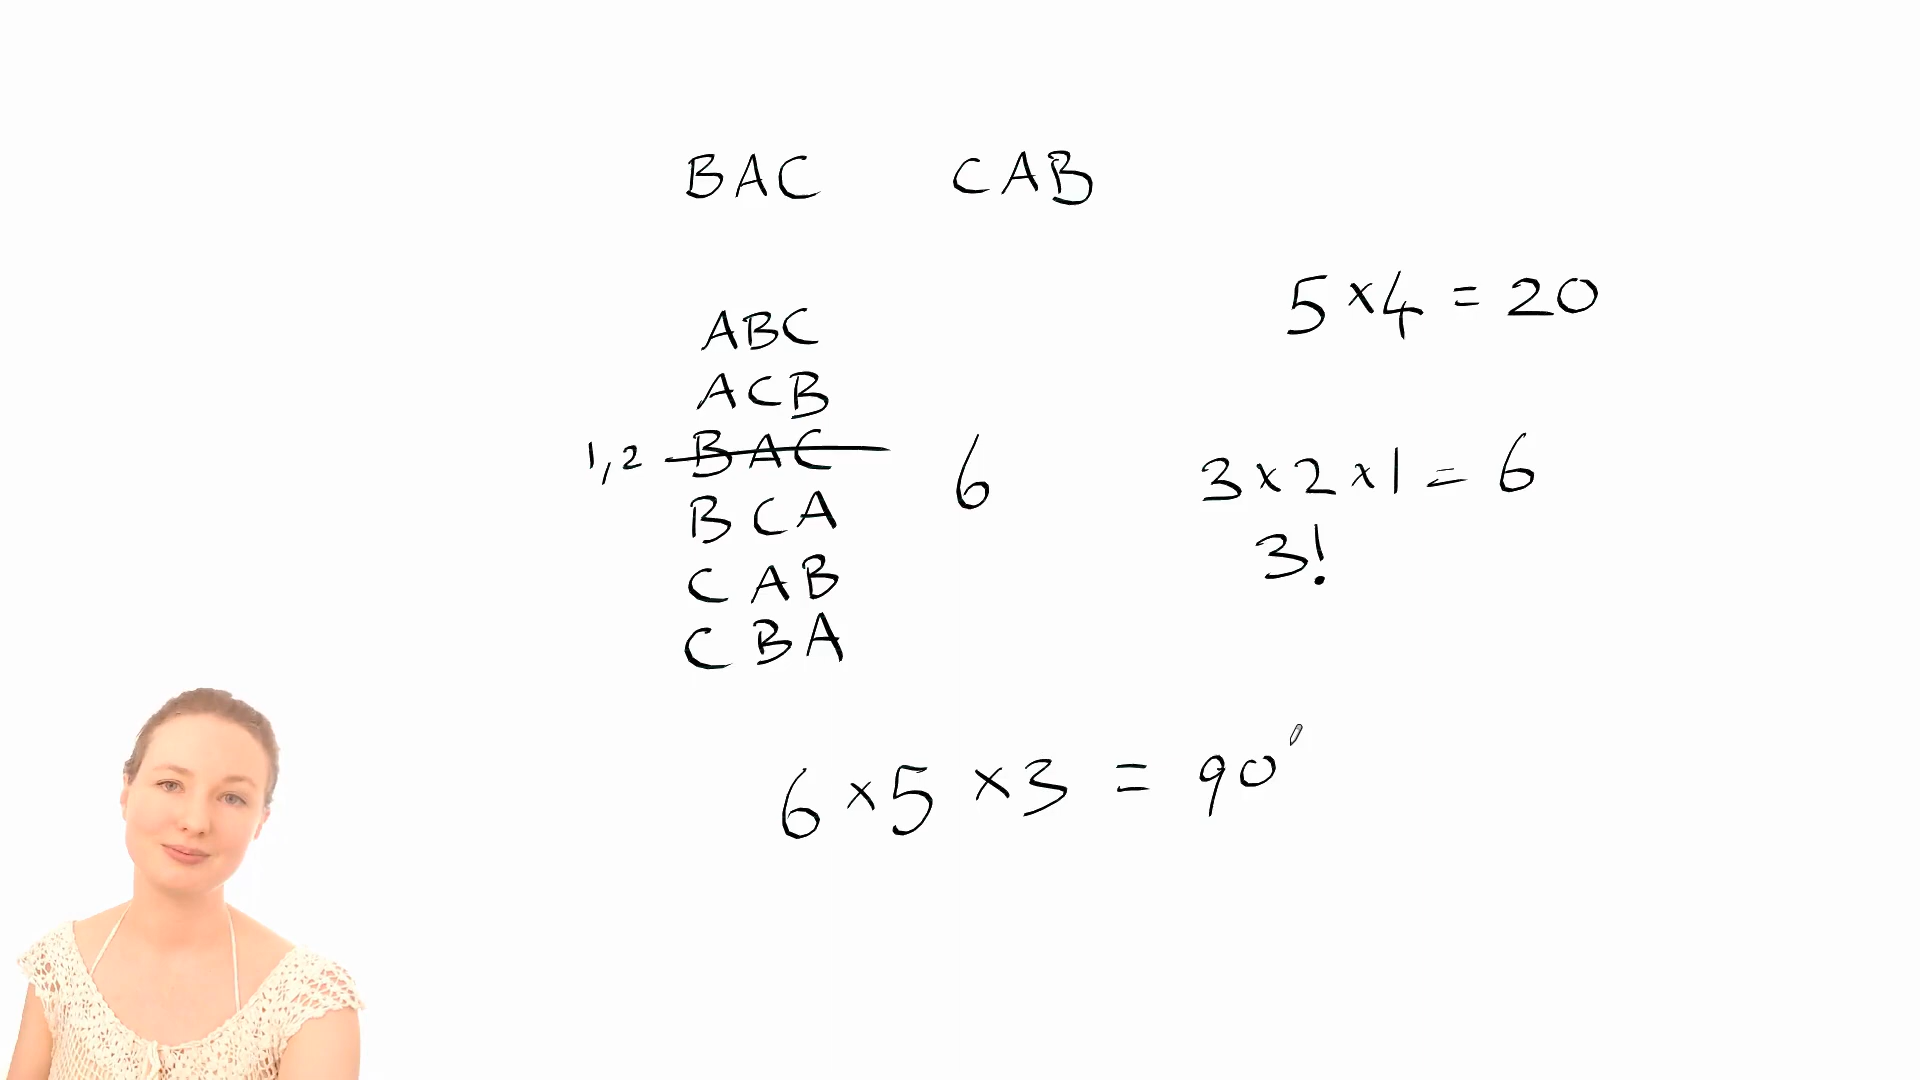 BAC CAB
5 × 4 = 20
ABC
ACB
1,2 BAC
6
3 × 2 × 1 = 6
BCA
3!
CAB
CBA
6 × 5 × 3 = 90